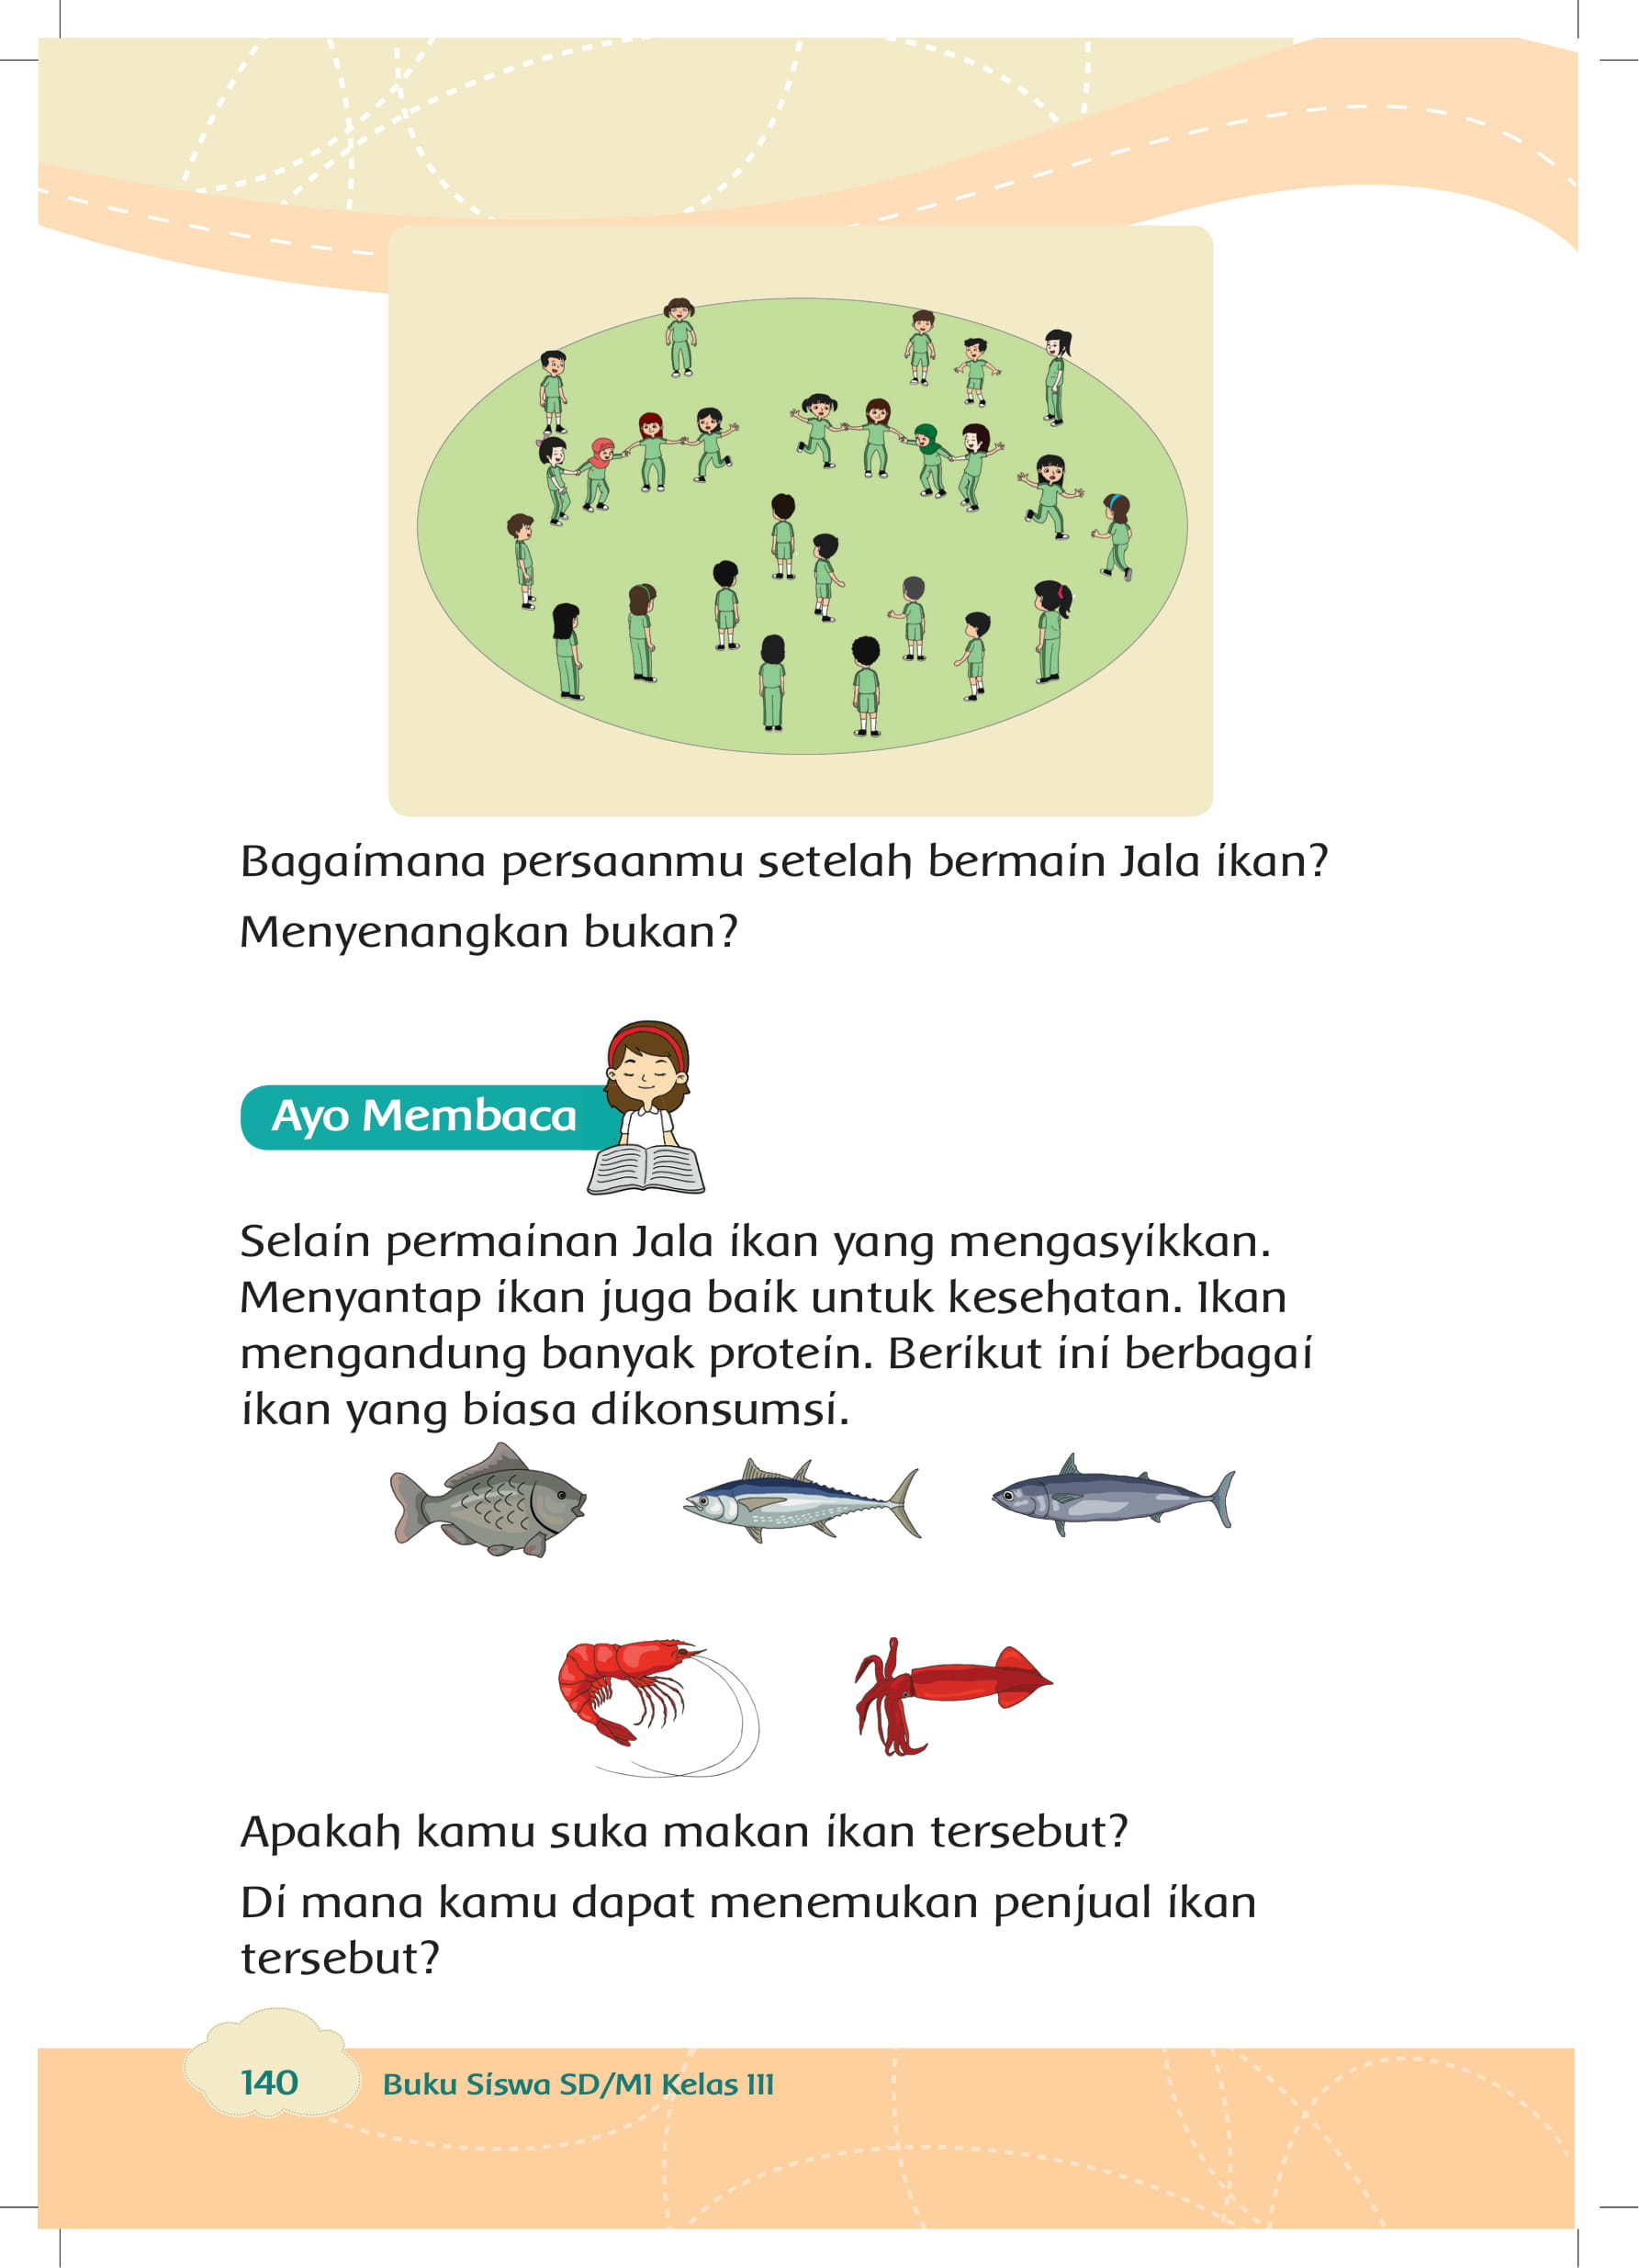 Bagaimana persaanmu setelah bermain Jala ikan?
Menyenangkan bukan?
Ayo Membaca
Selain permainan Jala ikan yang mengasyikkan.
Menyantap ikan juga baik untuk kesehatan. Ikan
mengandung banyak protein. Berikut ini berbagai
ikan yang biasa dikonsumsi.
Apakah kamu suka makan ikan tersebut?
Di mana kamu dapat menemukan penjual ikan
tersebut?
140
Buku Siswa SD/MI Kelas III